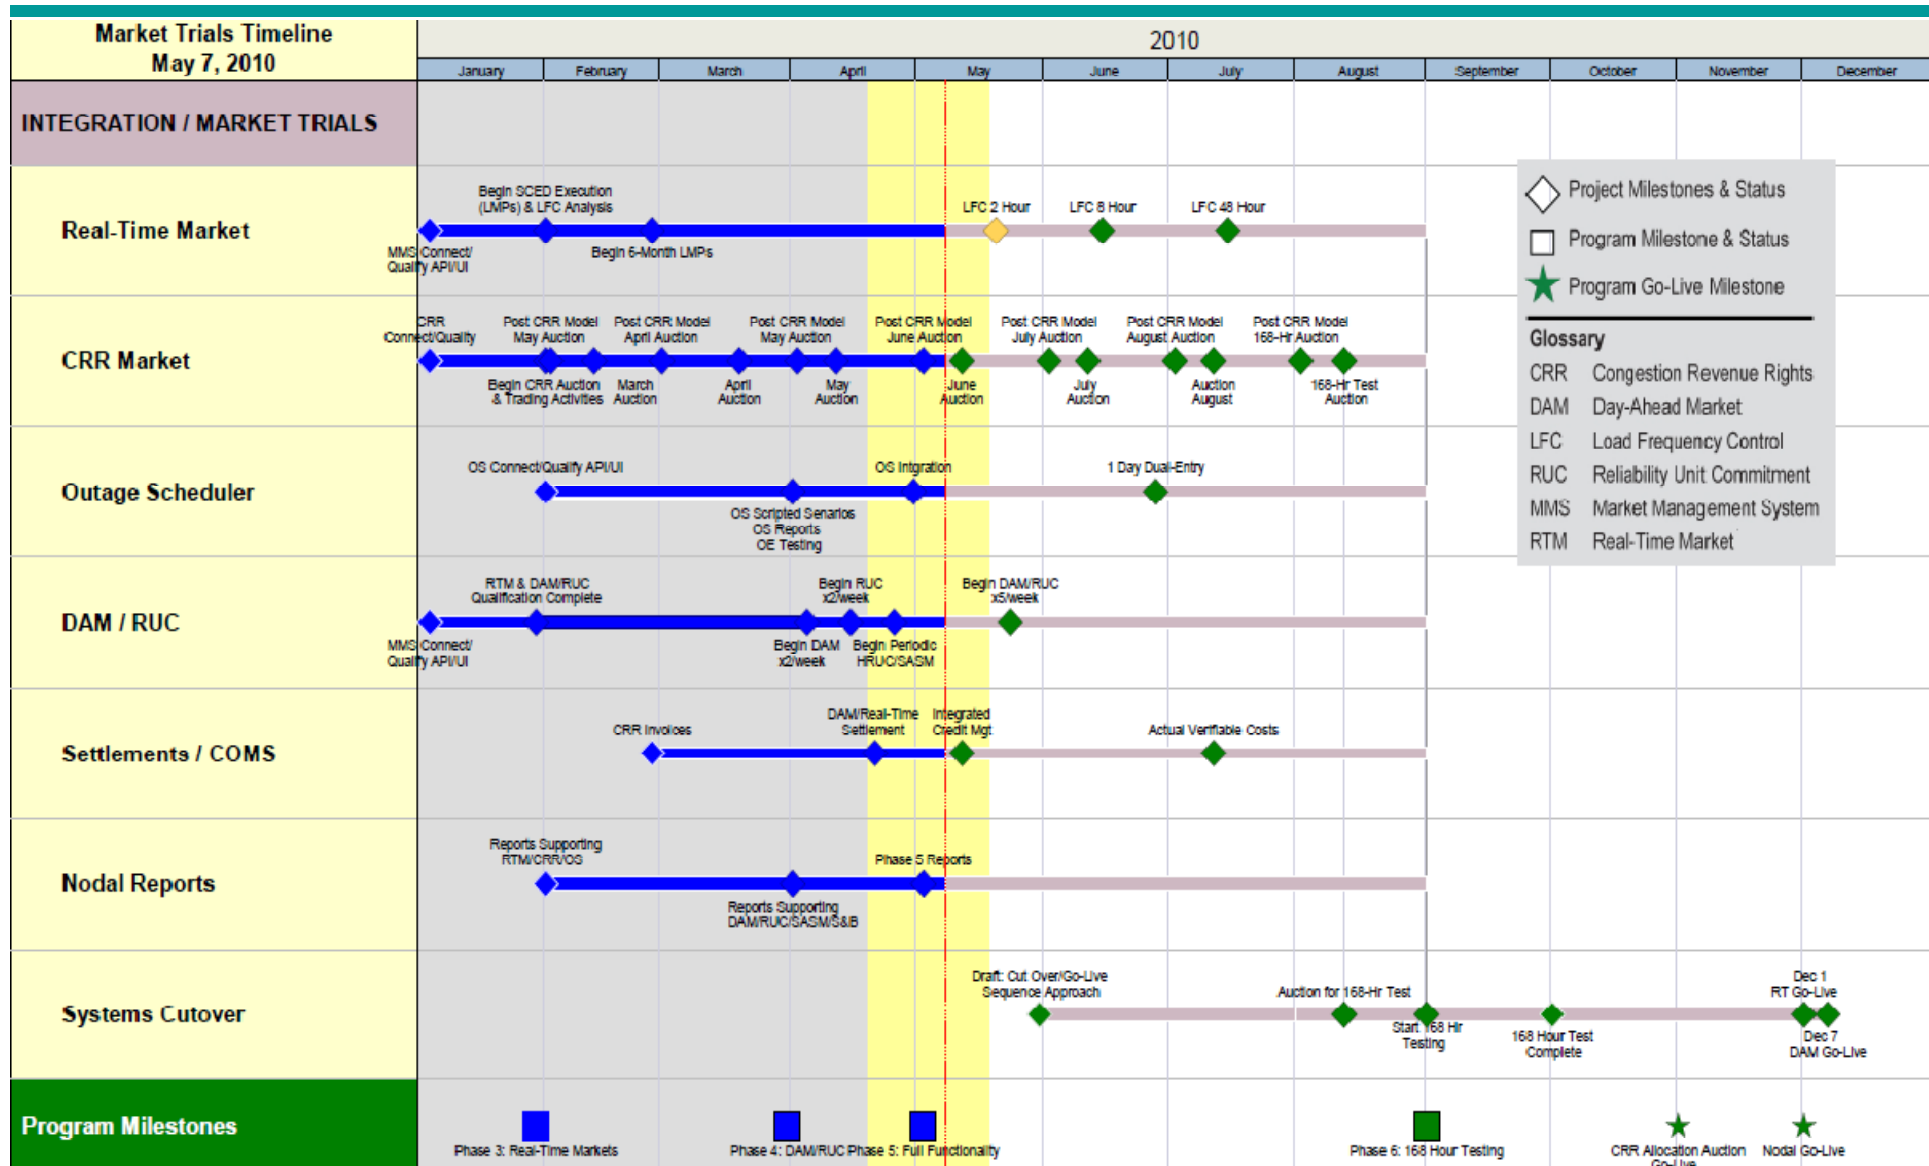 Market Trials Timeline
May 7, 2010
2010
January February March April May June July August September October November December
INTEGRATION / MARKET TRIALS
Real-Time Market
Begin SCED Execution
(LMPs) & LFC Analysis
MMS Connect/
Qualify API/UI
Begin 6-Month LMPs
LFC 2 Hour
LFC 8 Hour
LFC 48 Hour
CRR Market
CRR
Connect/Quality
Post CRR Model
May Auction
Post CRR Model
April Auction
Post CRR Model
May Auction
Post CRR Model
June Auction
Post CRR Model
July Auction
Post CRR Model
August Auction
Post CRR Model
168-Hr Auction
Begin CRR Auction
& Trading Activities
March
Auction
April
Auction
May
Auction
June
Auction
July
Auction
Auction
August
168-Hr Test
Auction
Outage Scheduler
OS Connect/Qualify API/UI
OS Intgration
1 Day Dual-Entry
OS Scripted Senarios
OS Reports
OE Testing
DAM / RUC
RTM & DAM/RUC
Qualification Complete
Begin RUC
x2/week
Begin DAM/RUC
x5/week
MMS Connect/
Qualify API/UI
Begin DAM
x2/week
Begin Periodic
HRUC/SASM
Settlements / COMS
CRR Invoices
DAM/Real-Time
Settlement
Integrated
Credit Mgt
Actual Verifiable Costs
Nodal Reports
Reports Supporting
RTM/CRR/OS
Phase 5 Reports
Reports Supporting
DAM/RUC/SASM/S&B
Systems Cutover
Draft: Cut Over/Go-Live
Sequence Approach
Auction for 168-Hr Test
Start 168 Hr
Testing
168 Hour Test
Complete
Dec 1
RT Go-Live
Dec 7
DAM Go-Live
Program Milestones
Phase 3: Real-Time Markets
Phase 4: DAM/RUC
Phase 5: Full Functionality
Phase 6: 168 Hour Testing
CRR Allocation Auction
Go-Live
Nodal Go-Live
Project Milestones & Status
Program Milestone & Status
Program Go-Live Milestone
Glossary
CRR Congestion Revenue Rights
DAM Day-Ahead Market
LFC Load Frequency Control
RUC Reliability Unit Commitment
MMS Market Management System
RTM Real-Time Market